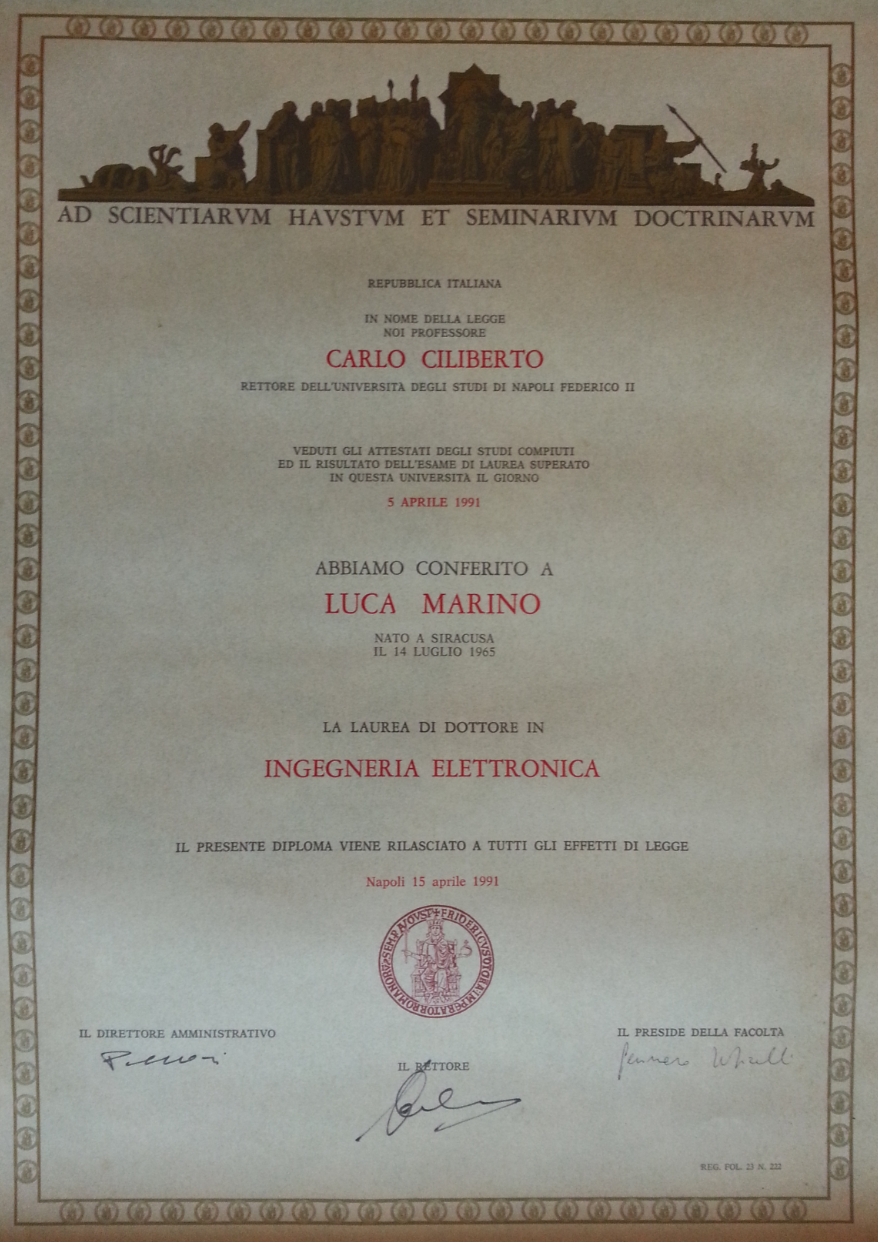 AD SCIENTIARVM HAVSTVM ET SEMINARIVM DOCTRINARVM
REPUBBLICA ITALIANA
IN NOME DELLA LEGGE
NOI PROFESSORE
CARLO CILIBERTO
RETTORE DELL'UNIVERSITÀ DEGLI STUDI DI NAPOLI FEDERICO II
VEDUTI GLI ATTESTATI DEGLI STUDI COMPIUTI
ED IL RISULTATO DELL'ESAME DI LAUREA SUPERATO
IN QUESTA UNIVERSITÀ IL GIORNO
5 APRILE 1991
ABBIAMO CONFERITO A
LUCA MARINO
NATO A SIRACUSA
IL 14 LUGLIO 1965
LA LAUREA DI DOTTORE IN
INGEGNERIA ELETTRONICA
IL PRESENTE DIPLOMA VIENE RILASCIATO A TUTTI GLI EFFETTI DI LEGGE
Napoli 15 aprile 1991
IL DIRETTORE AMMINISTRATIVO
IL PRESIDE DELLA FACOLTÀ
IL RETTORE
REG. FOL. 23 N. 222